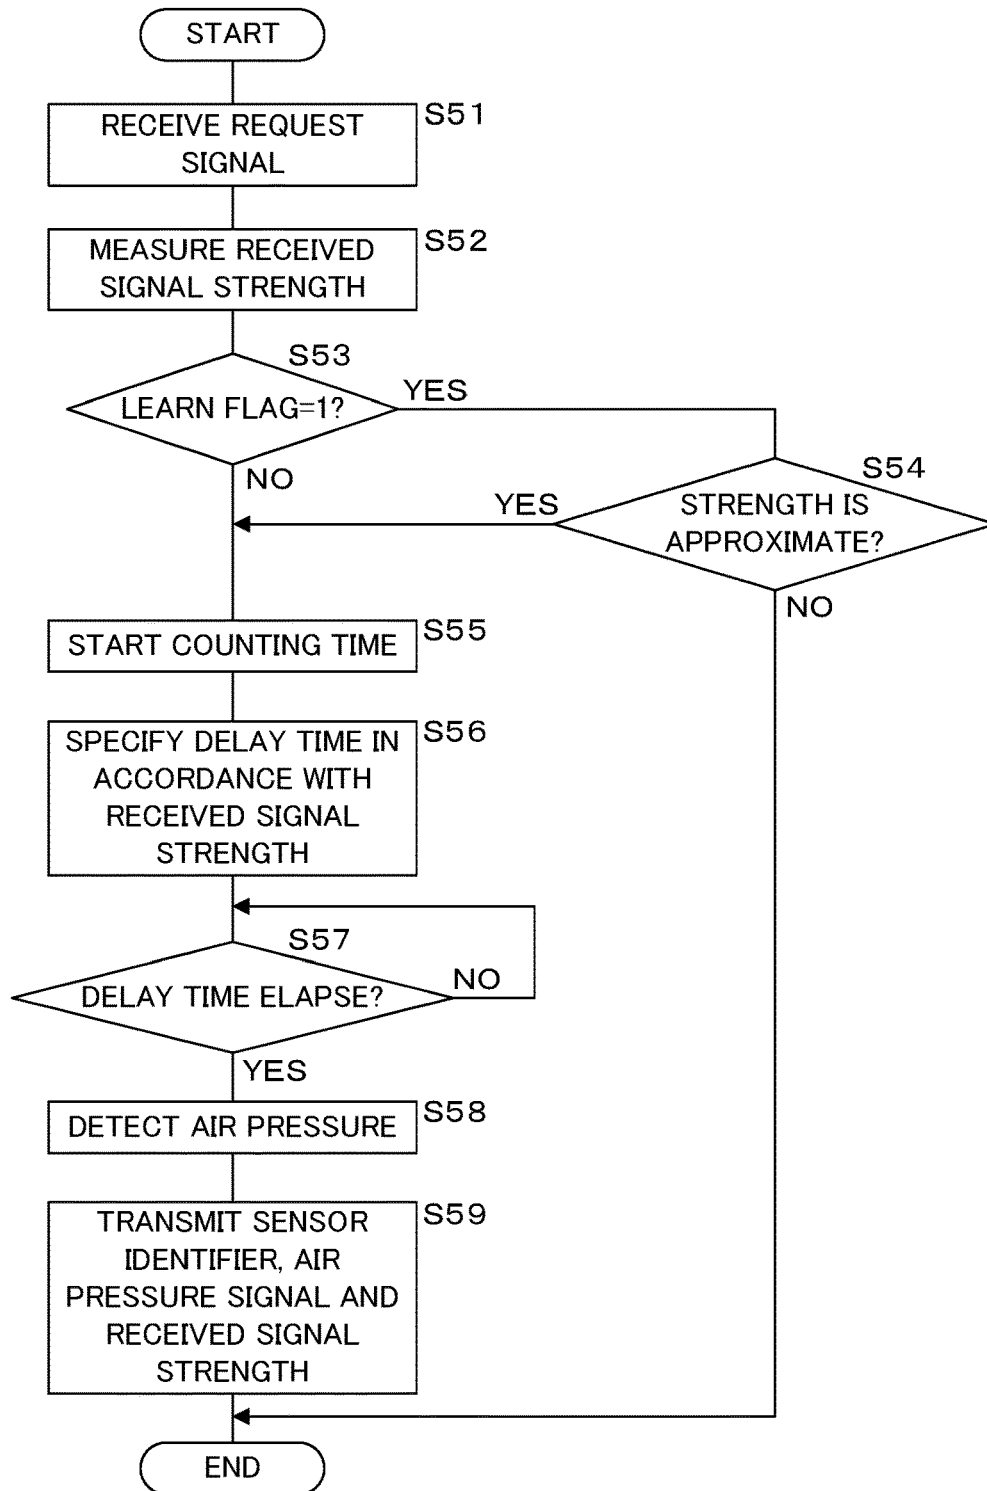 START
S51
RECEIVE REQUEST
SIGNAL
S52
MEASURE RECEIVED
SIGNAL STRENGTH
S53
LEARN FLAG=1?
YES
NO
S54
STRENGTH IS
APPROXIMATE?
YES
NO
S55
START COUNTING TIME
S56
SPECIFY DELAY TIME IN
ACCORDANCE WITH
RECEIVED SIGNAL
STRENGTH
S57
DELAY TIME ELAPSE?
NO
YES
S58
DETECT AIR PRESSURE
S59
TRANSMIT SENSOR
IDENTIFIER, AIR
PRESSURE SIGNAL AND
RECEIVED SIGNAL
STRENGTH
END